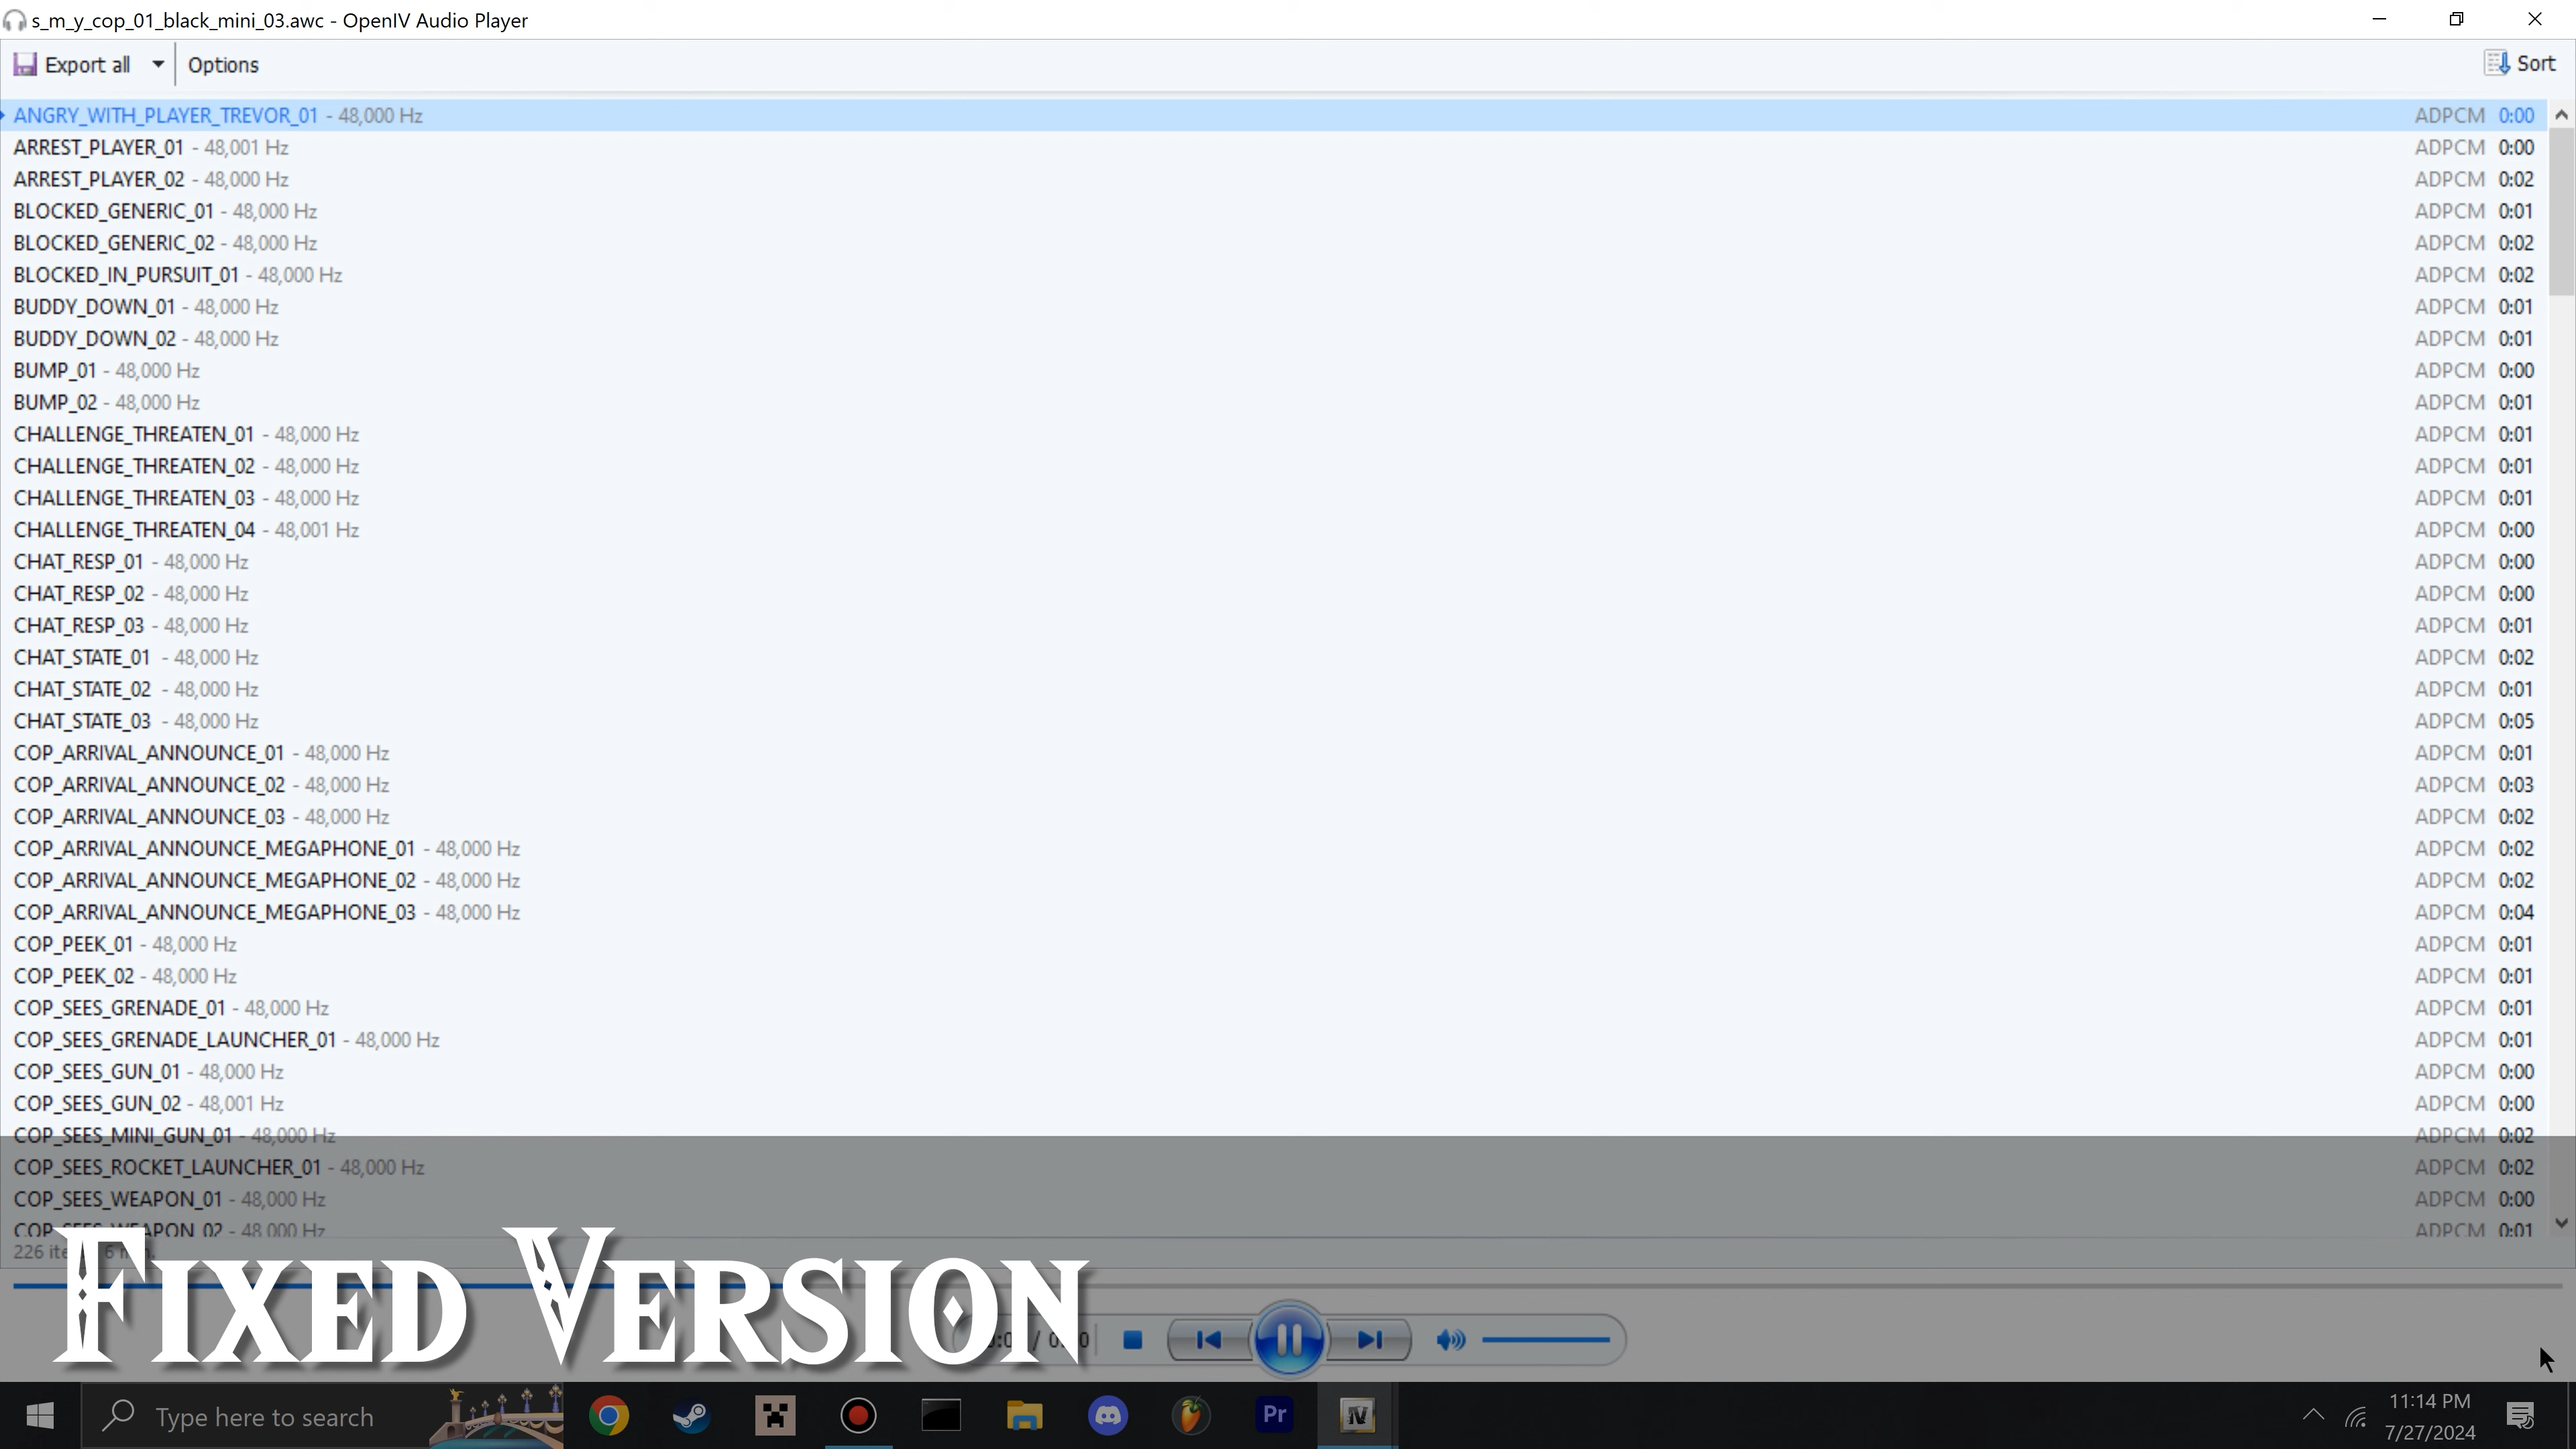 s_m_y_cop_01_black_mini_03.awc - OpenIV Audio Player
Export all Options Sort
ANGRY_WITH_PLAYER_TREVOR_01 - 48,000 Hz ADPCM 0:00
ARREST_PLAYER_01 - 48,001 Hz ADPCM 0:00
ARREST_PLAYER_02 - 48,000 Hz ADPCM 0:02
BLOCKED_GENERIC_01 - 48,000 Hz ADPCM 0:01
BLOCKED_GENERIC_02 - 48,000 Hz ADPCM 0:02
BLOCKED_IN_PURSUIT_01 - 48,000 Hz ADPCM 0:02
BUDDY_DOWN_01 - 48,000 Hz ADPCM 0:01
BUDDY_DOWN_02 - 48,000 Hz ADPCM 0:01
BUMP_01 - 48,000 Hz ADPCM 0:00
BUMP_02 - 48,000 Hz ADPCM 0:01
CHALLENGE_THREATEN_01 - 48,000 Hz ADPCM 0:01
CHALLENGE_THREATEN_02 - 48,000 Hz ADPCM 0:01
CHALLENGE_THREATEN_03 - 48,000 Hz ADPCM 0:01
CHALLENGE_THREATEN_04 - 48,001 Hz ADPCM 0:00
CHAT_RESP_01 - 48,000 Hz ADPCM 0:00
CHAT_RESP_02 - 48,000 Hz ADPCM 0:00
CHAT_RESP_03 - 48,000 Hz ADPCM 0:01
CHAT_STATE_01 - 48,000 Hz ADPCM 0:02
CHAT_STATE_02 - 48,000 Hz ADPCM 0:01
CHAT_STATE_03 - 48,000 Hz ADPCM 0:05
COP_ARRIVAL_ANNOUNCE_01 - 48,000 Hz ADPCM 0:01
COP_ARRIVAL_ANNOUNCE_02 - 48,000 Hz ADPCM 0:03
COP_ARRIVAL_ANNOUNCE_03 - 48,000 Hz ADPCM 0:02
COP_ARRIVAL_ANNOUNCE_MEGAPHONE_01 - 48,000 Hz ADPCM 0:02
COP_ARRIVAL_ANNOUNCE_MEGAPHONE_02 - 48,000 Hz ADPCM 0:02
COP_ARRIVAL_ANNOUNCE_MEGAPHONE_03 - 48,000 Hz ADPCM 0:04
COP_PEEK_01 - 48,000 Hz ADPCM 0:01
COP_PEEK_02 - 48,000 Hz ADPCM 0:01
COP_SEES_GRENADE_01 - 48,000 Hz ADPCM 0:01
COP_SEES_GRENADE_LAUNCHER_01 - 48,000 Hz ADPCM 0:01
COP_SEES_GUN_01 - 48,000 Hz ADPCM 0:00
COP_SEES_GUN_02 - 48,001 Hz ADPCM 0:00
COP_SEES_MINI_GUN_01 - 48,000 Hz ADPCM 0:02
COP_SEES_ROCKET_LAUNCHER_01 - 48,000 Hz ADPCM 0:02
COP_SEES_WEAPON_01 - 48,000 Hz ADPCM 0:00
COP_SEES_WEAPON_02 - 48,000 Hz ADPCM 0:01
226
FIXED VERSION
Type here to search
Pr
IV
11:14 PM
7/27/2024